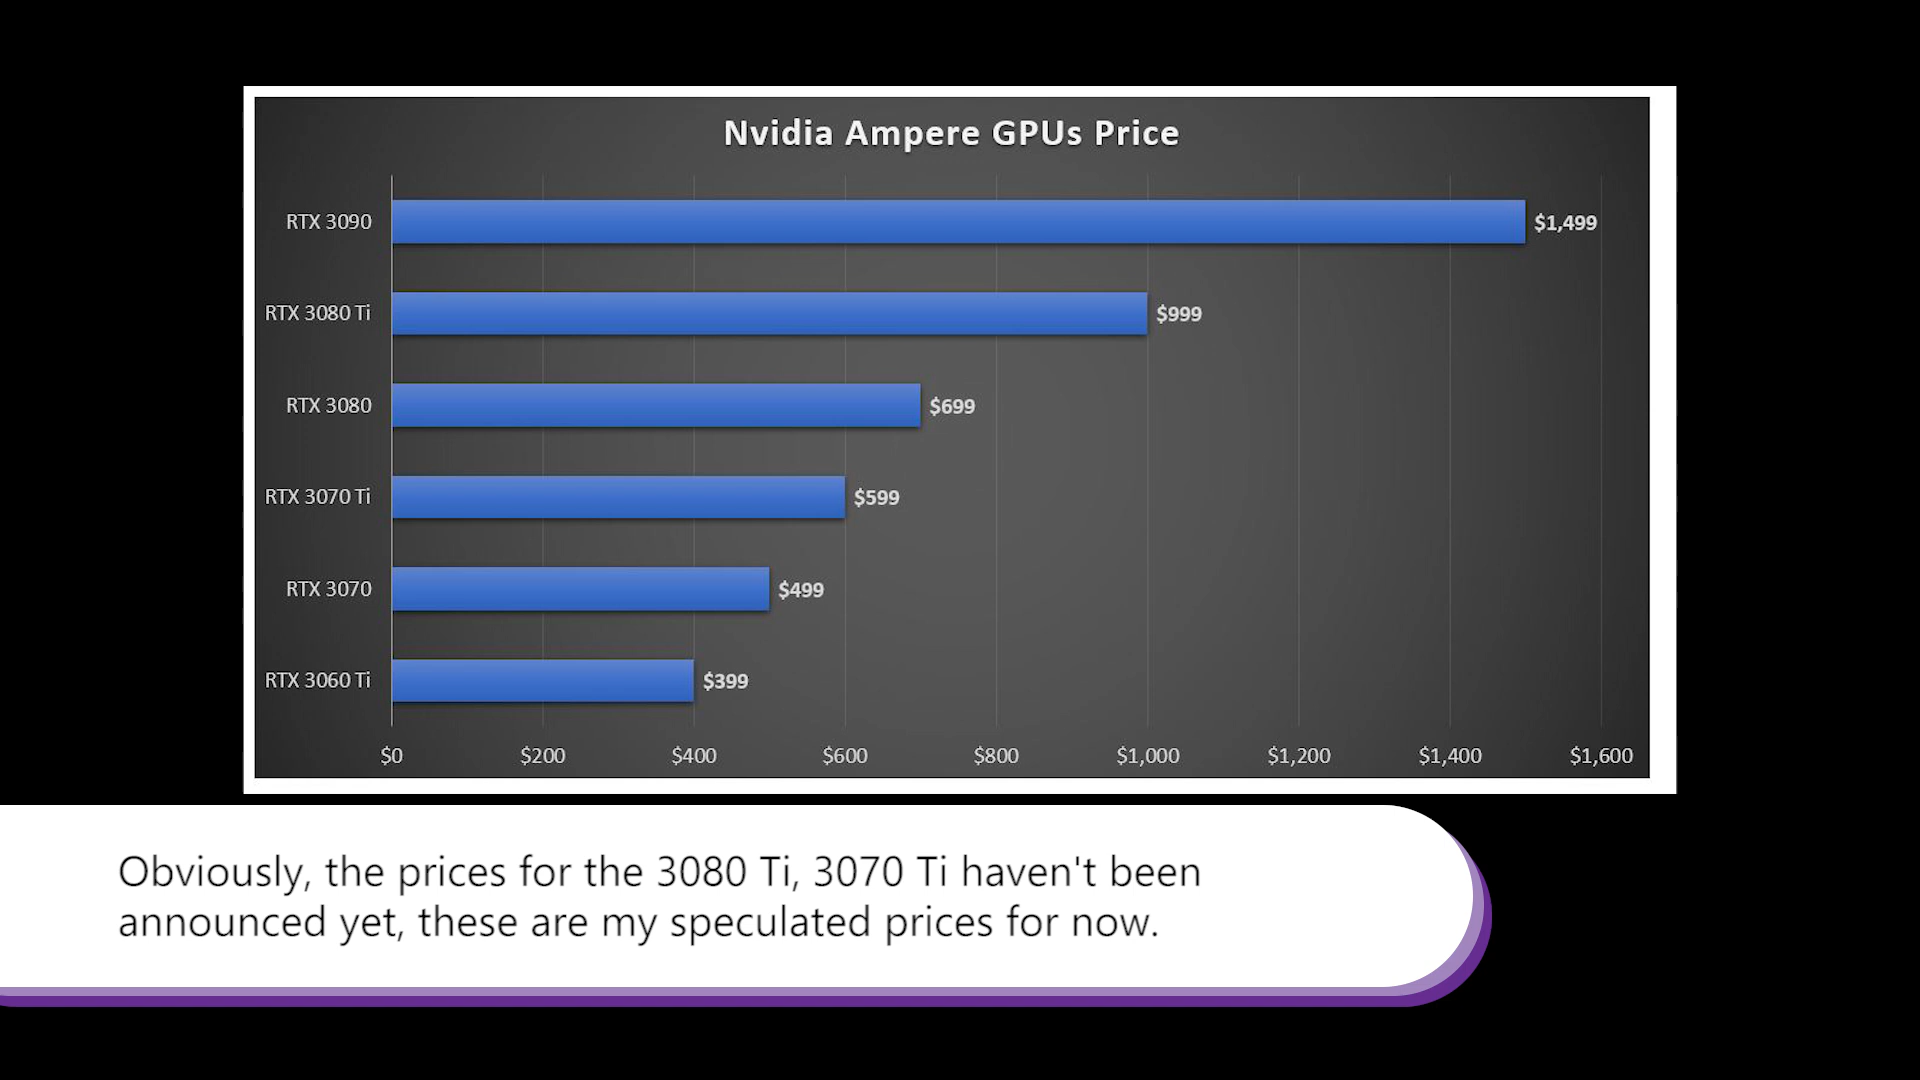 Nvidia Ampere GPUs Price
RTX 3090 $1,499
RTX 3080 Ti $999
RTX 3080 $699
RTX 3070 Ti $599
RTX 3070 $499
RTX 3060 Ti $399
$0 $200 $400 $600 $800 $1,000 $1,200 $1,400 $1,600
Obviously, the prices for the 3080 Ti, 3070 Ti haven't been
announced yet, these are my speculated prices for now.